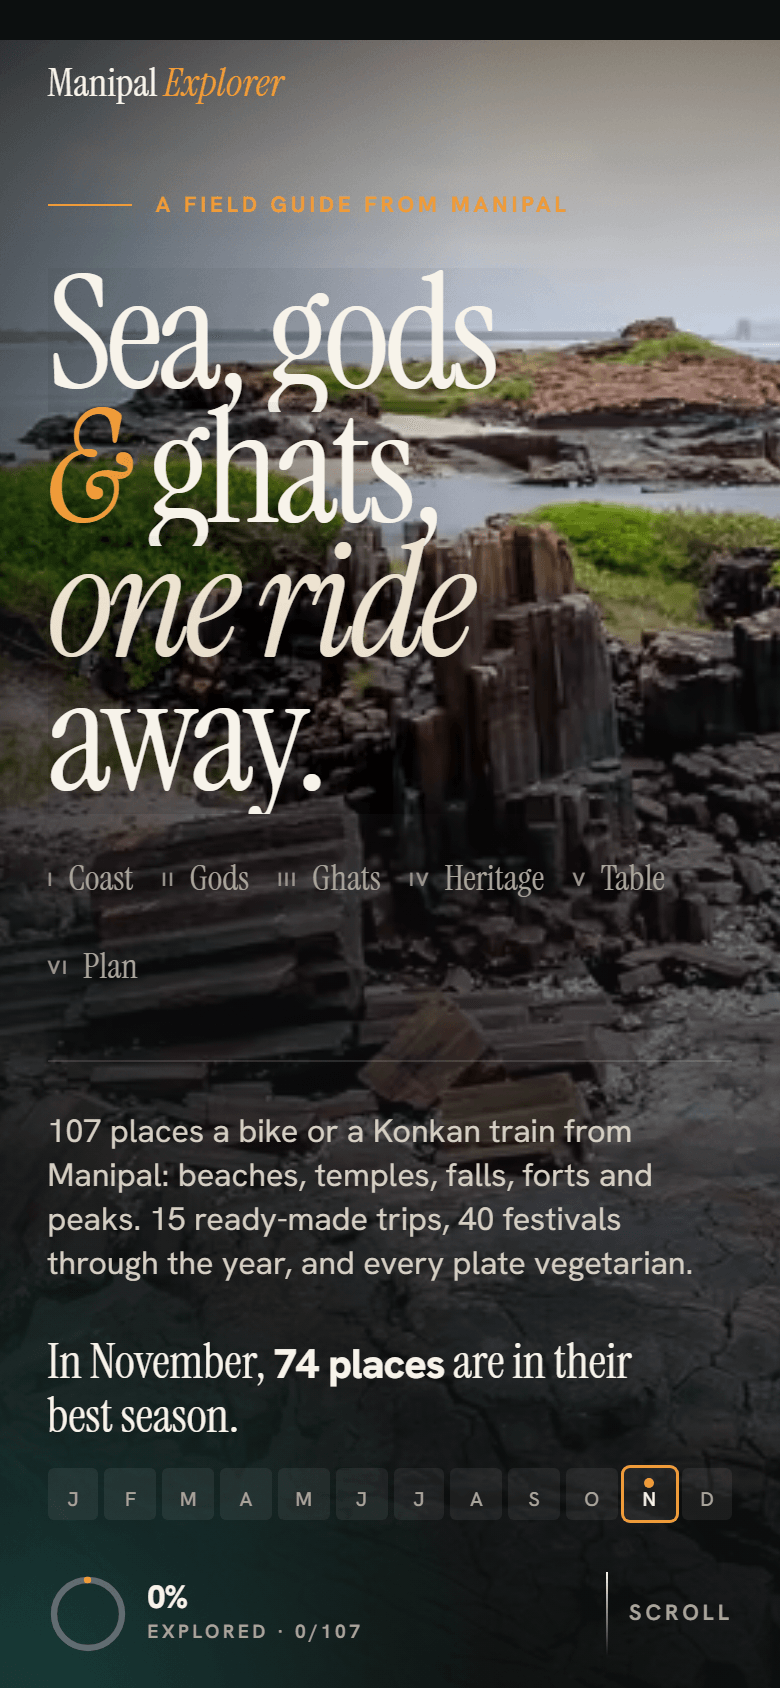 Manipal Explorer
A FIELD GUIDE FROM MANIPAL
Sea, gods
& ghats,
one ride
away.
I Coast II Gods III Ghats IV Heritage V Table
VI Plan
107 places a bike or a Konkan train from
Manipal: beaches, temples, falls, forts and
peaks. 15 ready-made trips, 40 festivals
through the year, and every plate vegetarian.
In November, 74 places are in their
best season.
J F M A M J J A S O N D
0%
EXPLORED · 0/107
SCROLL